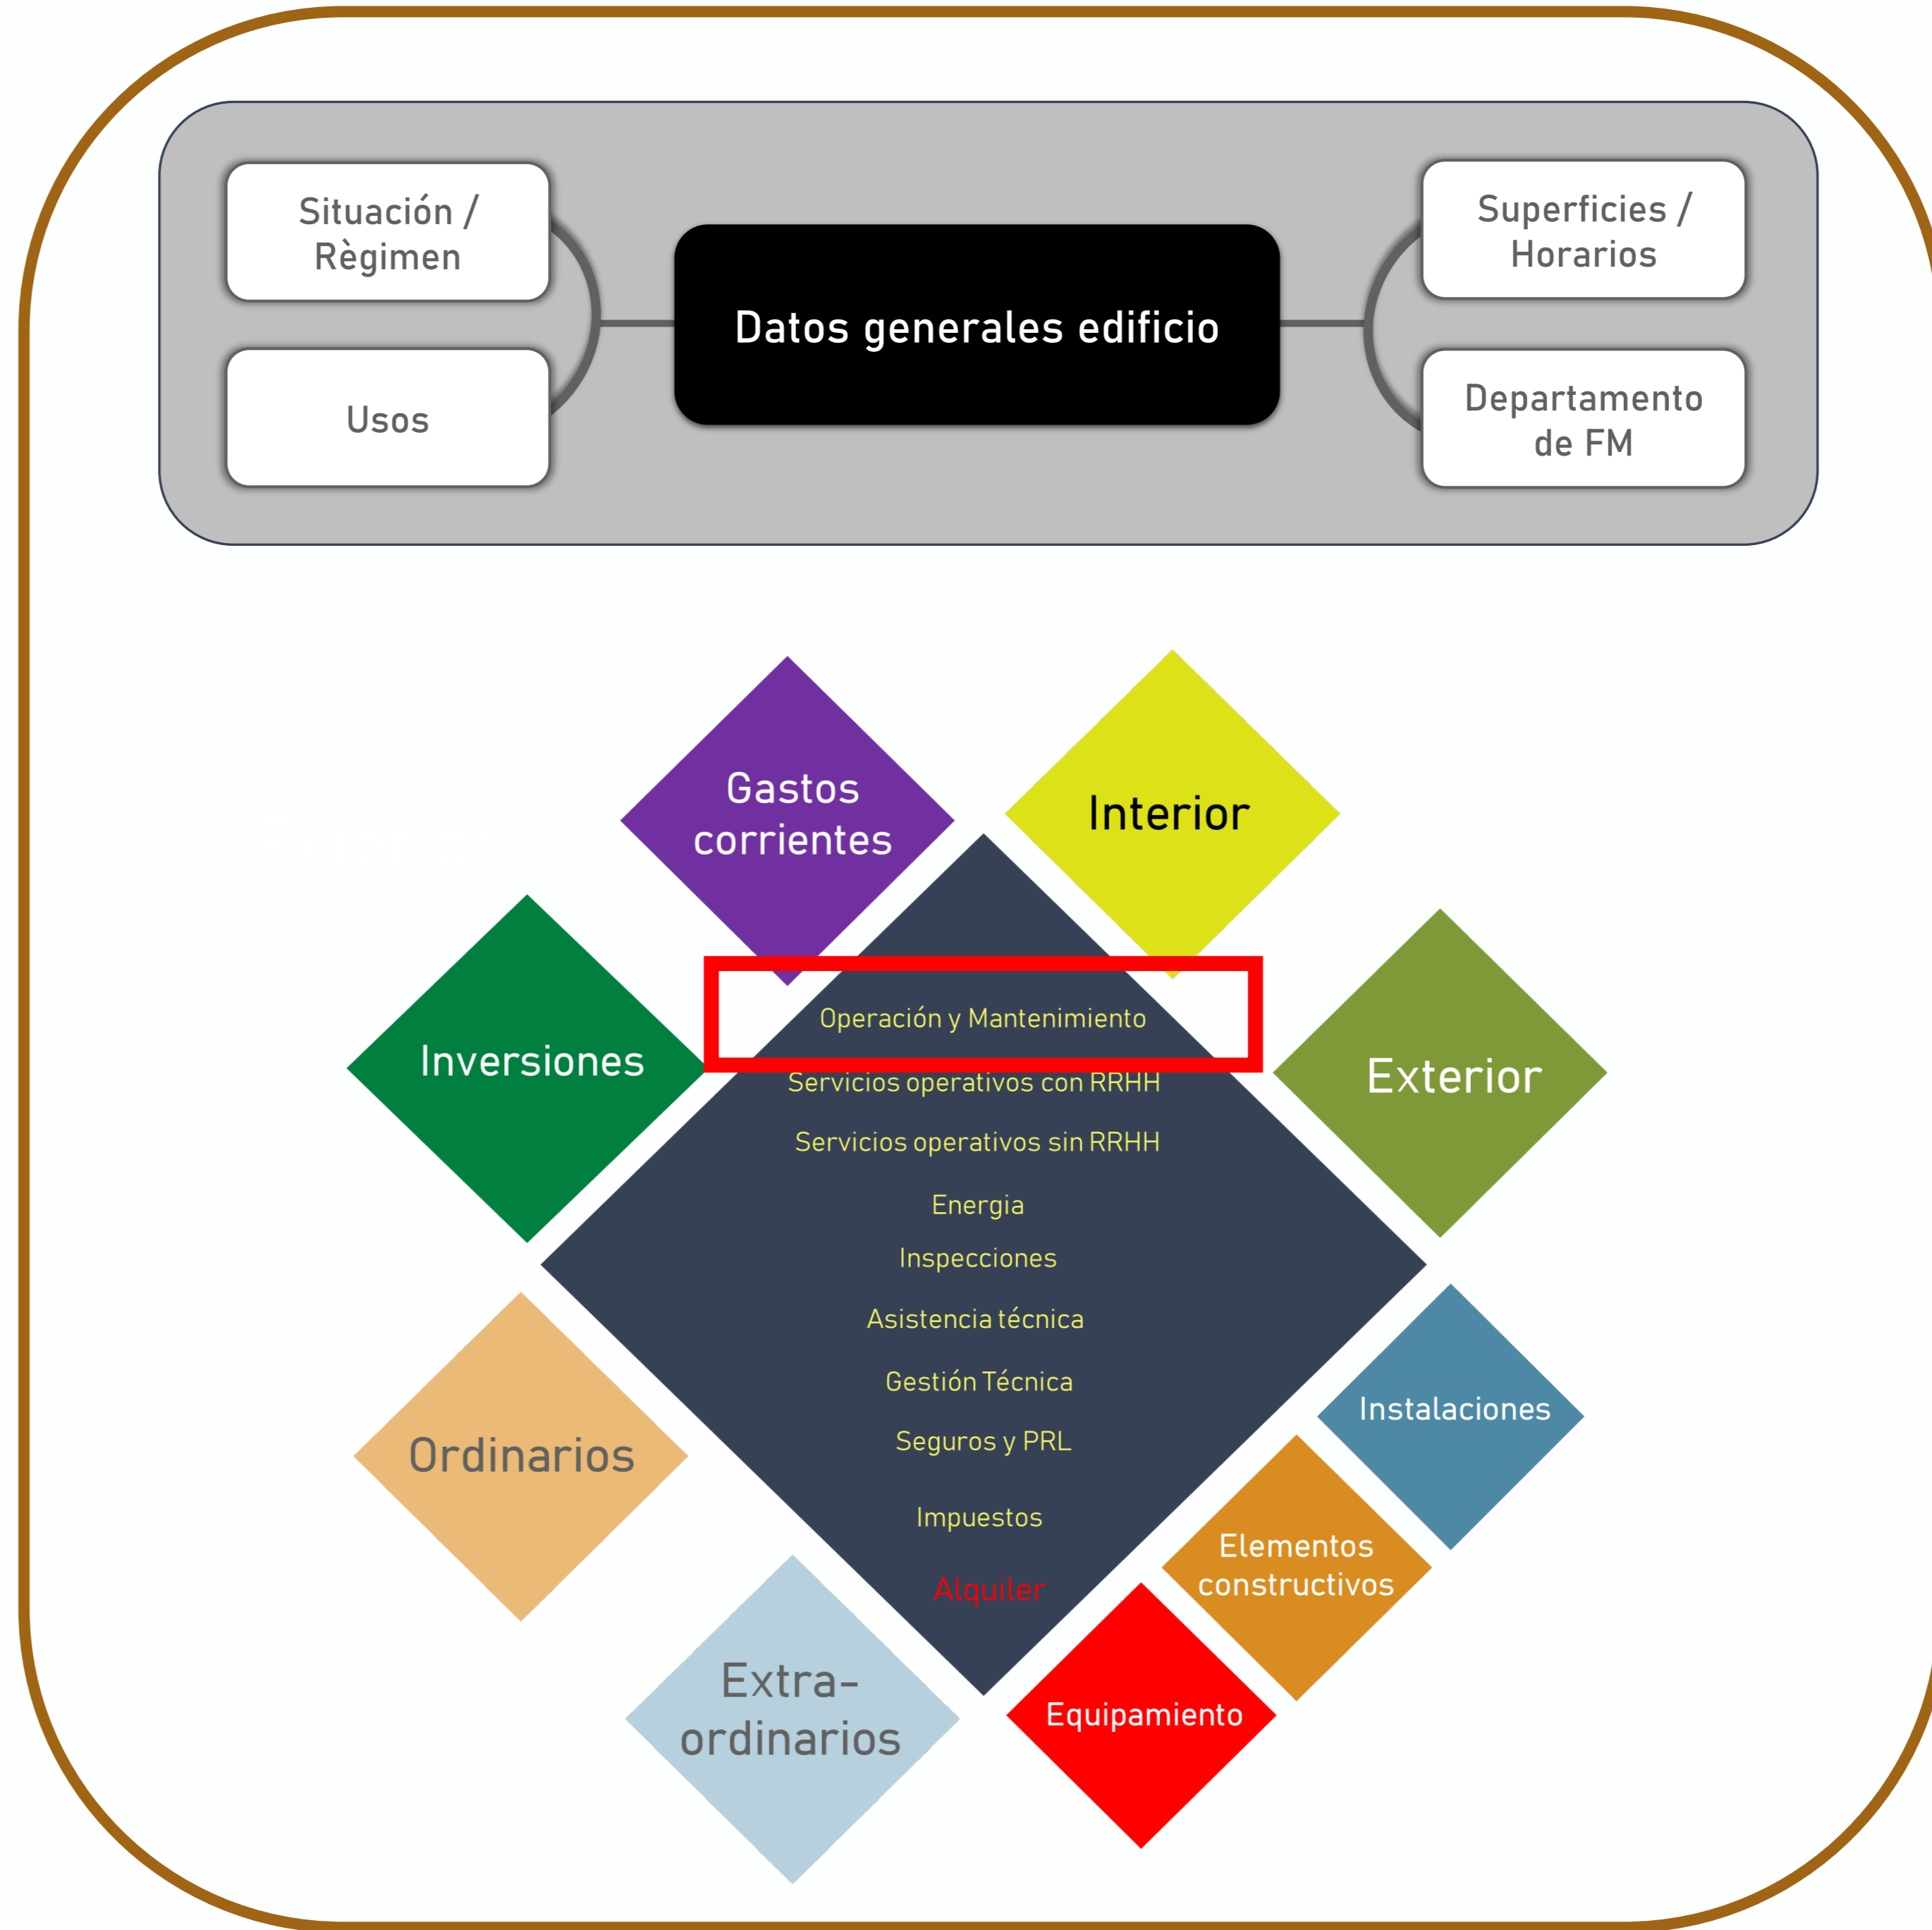 Situación /
Règimen
Usos
Datos generales edificio
Superficies /
Horarios
Departamento
de FM
Gastos
corrientes
Interior
Inversiones
Exterior
Operación y Mantenimiento
Servicios operativos con RRHH
Servicios operativos sin RRHH
Energia
Inspecciones
Asistencia técnica
Gestión Técnica
Seguros y PRL
Impuestos
Alquiler
Ordinarios
Extra-
ordinarios
Instalaciones
Elementos
constructivos
Equipamiento